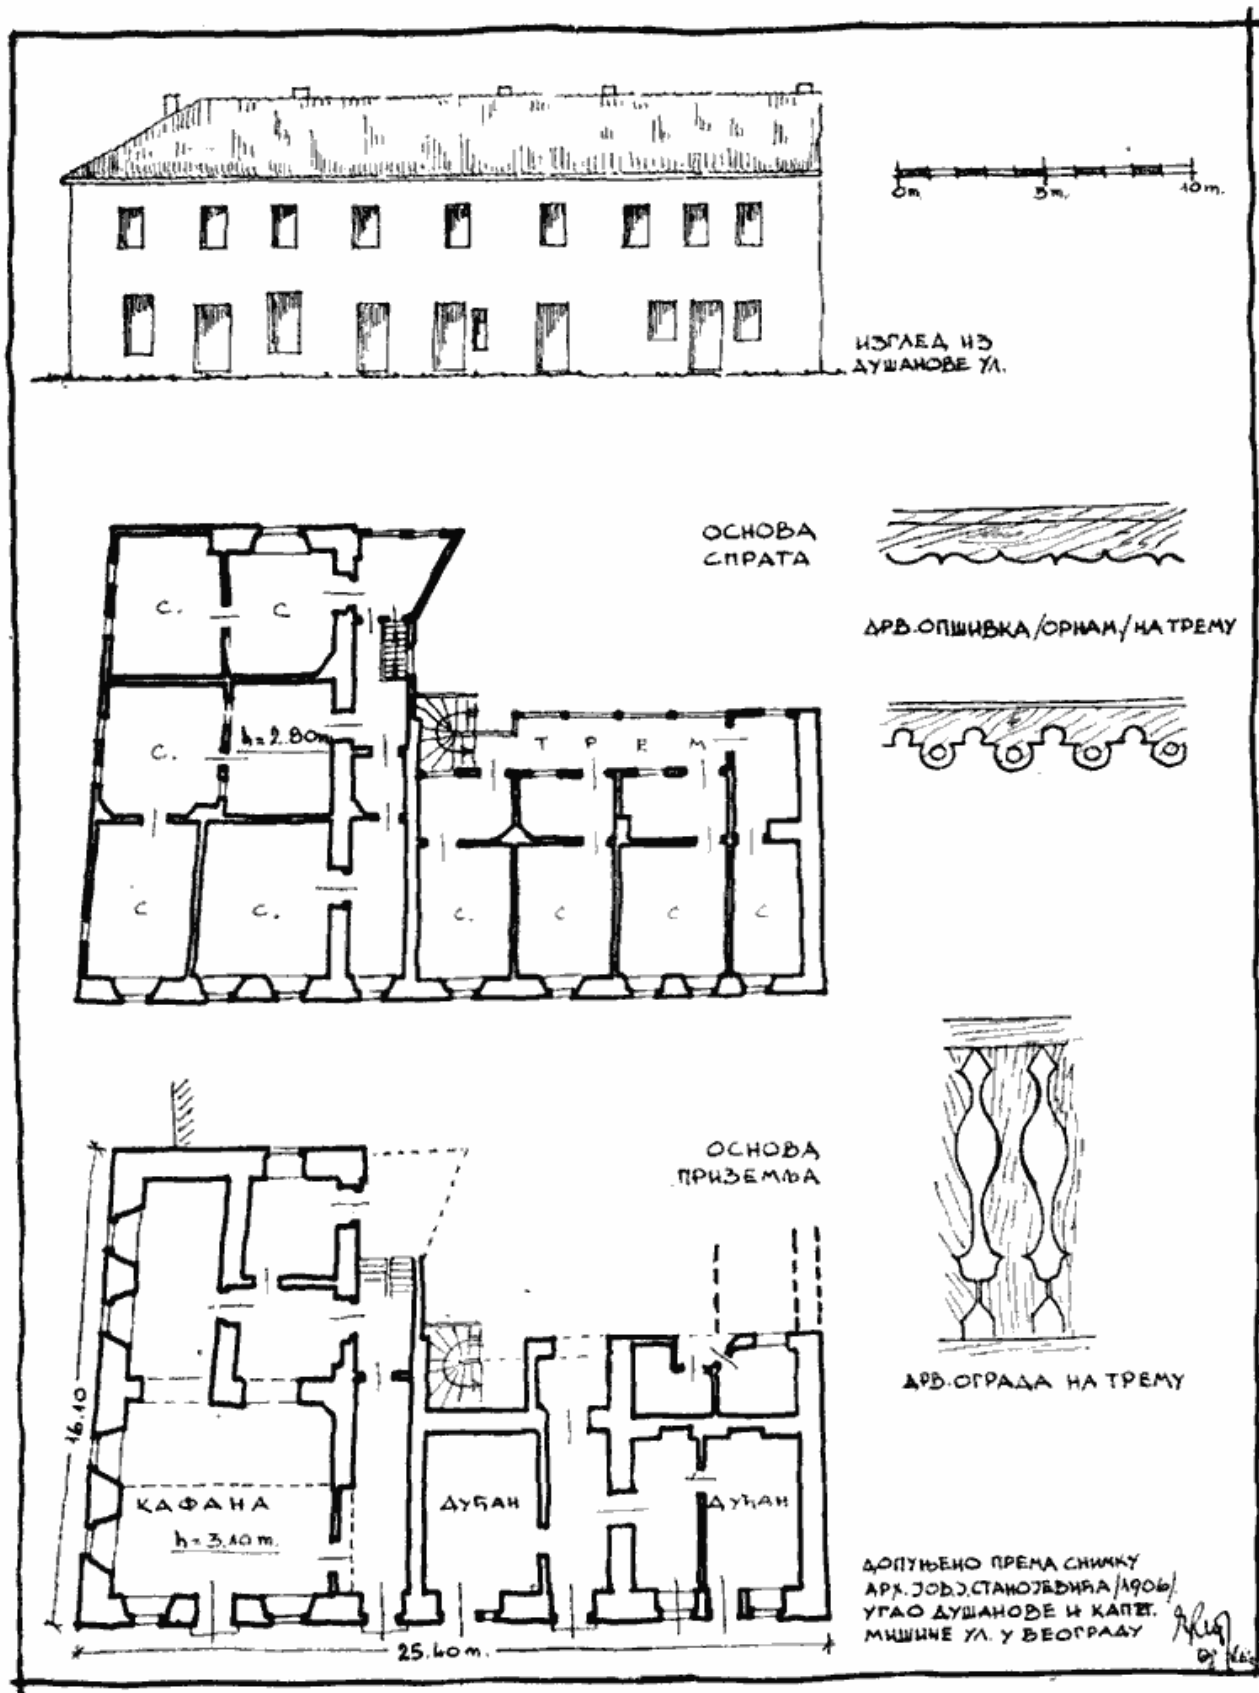 0m. 5m. 10m.
ИЗГЛЕД ИЗ
ДУШАНОВЕ УЛ.
ОСНОВА
СПРАТА
С. С
С. h=2.80m
С С. С. С С С
Т Р Е М
ДРВ.ОПШИВКА/ОРНАМ/НА ТРЕМУ
ОСНОВА
ПРИЗЕМЉА
16.10
КАФАНА
h=3.10m.
ДУЋАН ДУЋАН
25.40m.
ДРВ.ОГРАДА НА ТРЕМУ
ДОПУЊЕНО ПРЕМА СНИМКУ
АРХ. ЈОВ.Ј.СТАНОЈЕВИЋА/1906/.
УГАО ДУШАНОВЕ И КАПЕТ.
МИШИНЕ УЛ. У БЕОГРАДУ